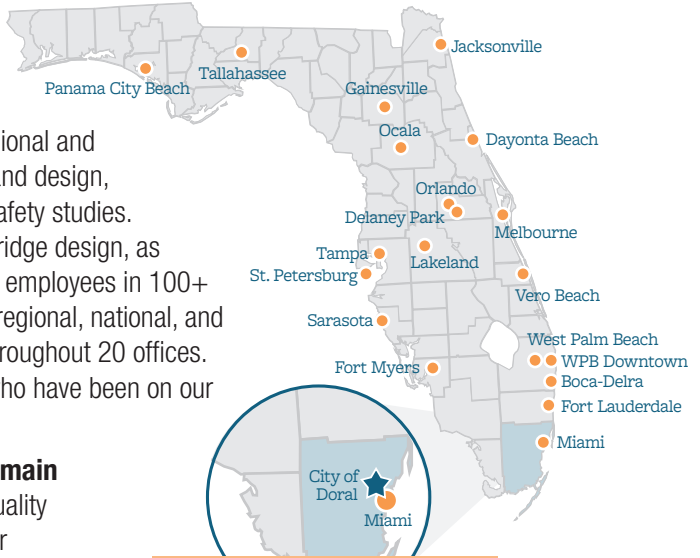 Jacksonville
Tallahassee
Panama City Beach
Gainesville
Ocala
Dayonta Beach
Orlando
Delaney Park
Melbourne
Tampa
Lakeland
St. Petersburg
Vero Beach
Sarasota
West Palm Beach
WPB Downtown
Fort Myers
Boca-Delra
Fort Lauderdale
Miami
City of
Doral
Miami
ional and
and design,
afety studies.
ridge design, as
employees in 100+
regional, national, and
roughout 20 offices.
who have been on our
main
uality
r